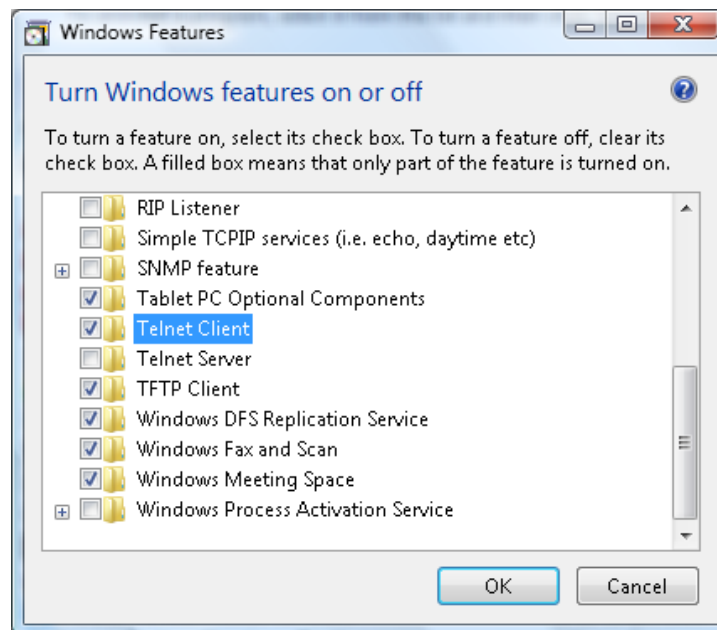 Windows Features
Turn Windows features on or off
To turn a feature on, select its check box. To turn a feature off, clear its
check box. A filled box means that only part of the feature is turned on.
RIP Listener
Simple TCPIP services (i.e. echo, daytime etc)
SNMP feature
Tablet PC Optional Components
Telnet Client
Telnet Server
TFTP Client
Windows DFS Replication Service
Windows Fax and Scan
Windows Meeting Space
Windows Process Activation Service
OK
Cancel